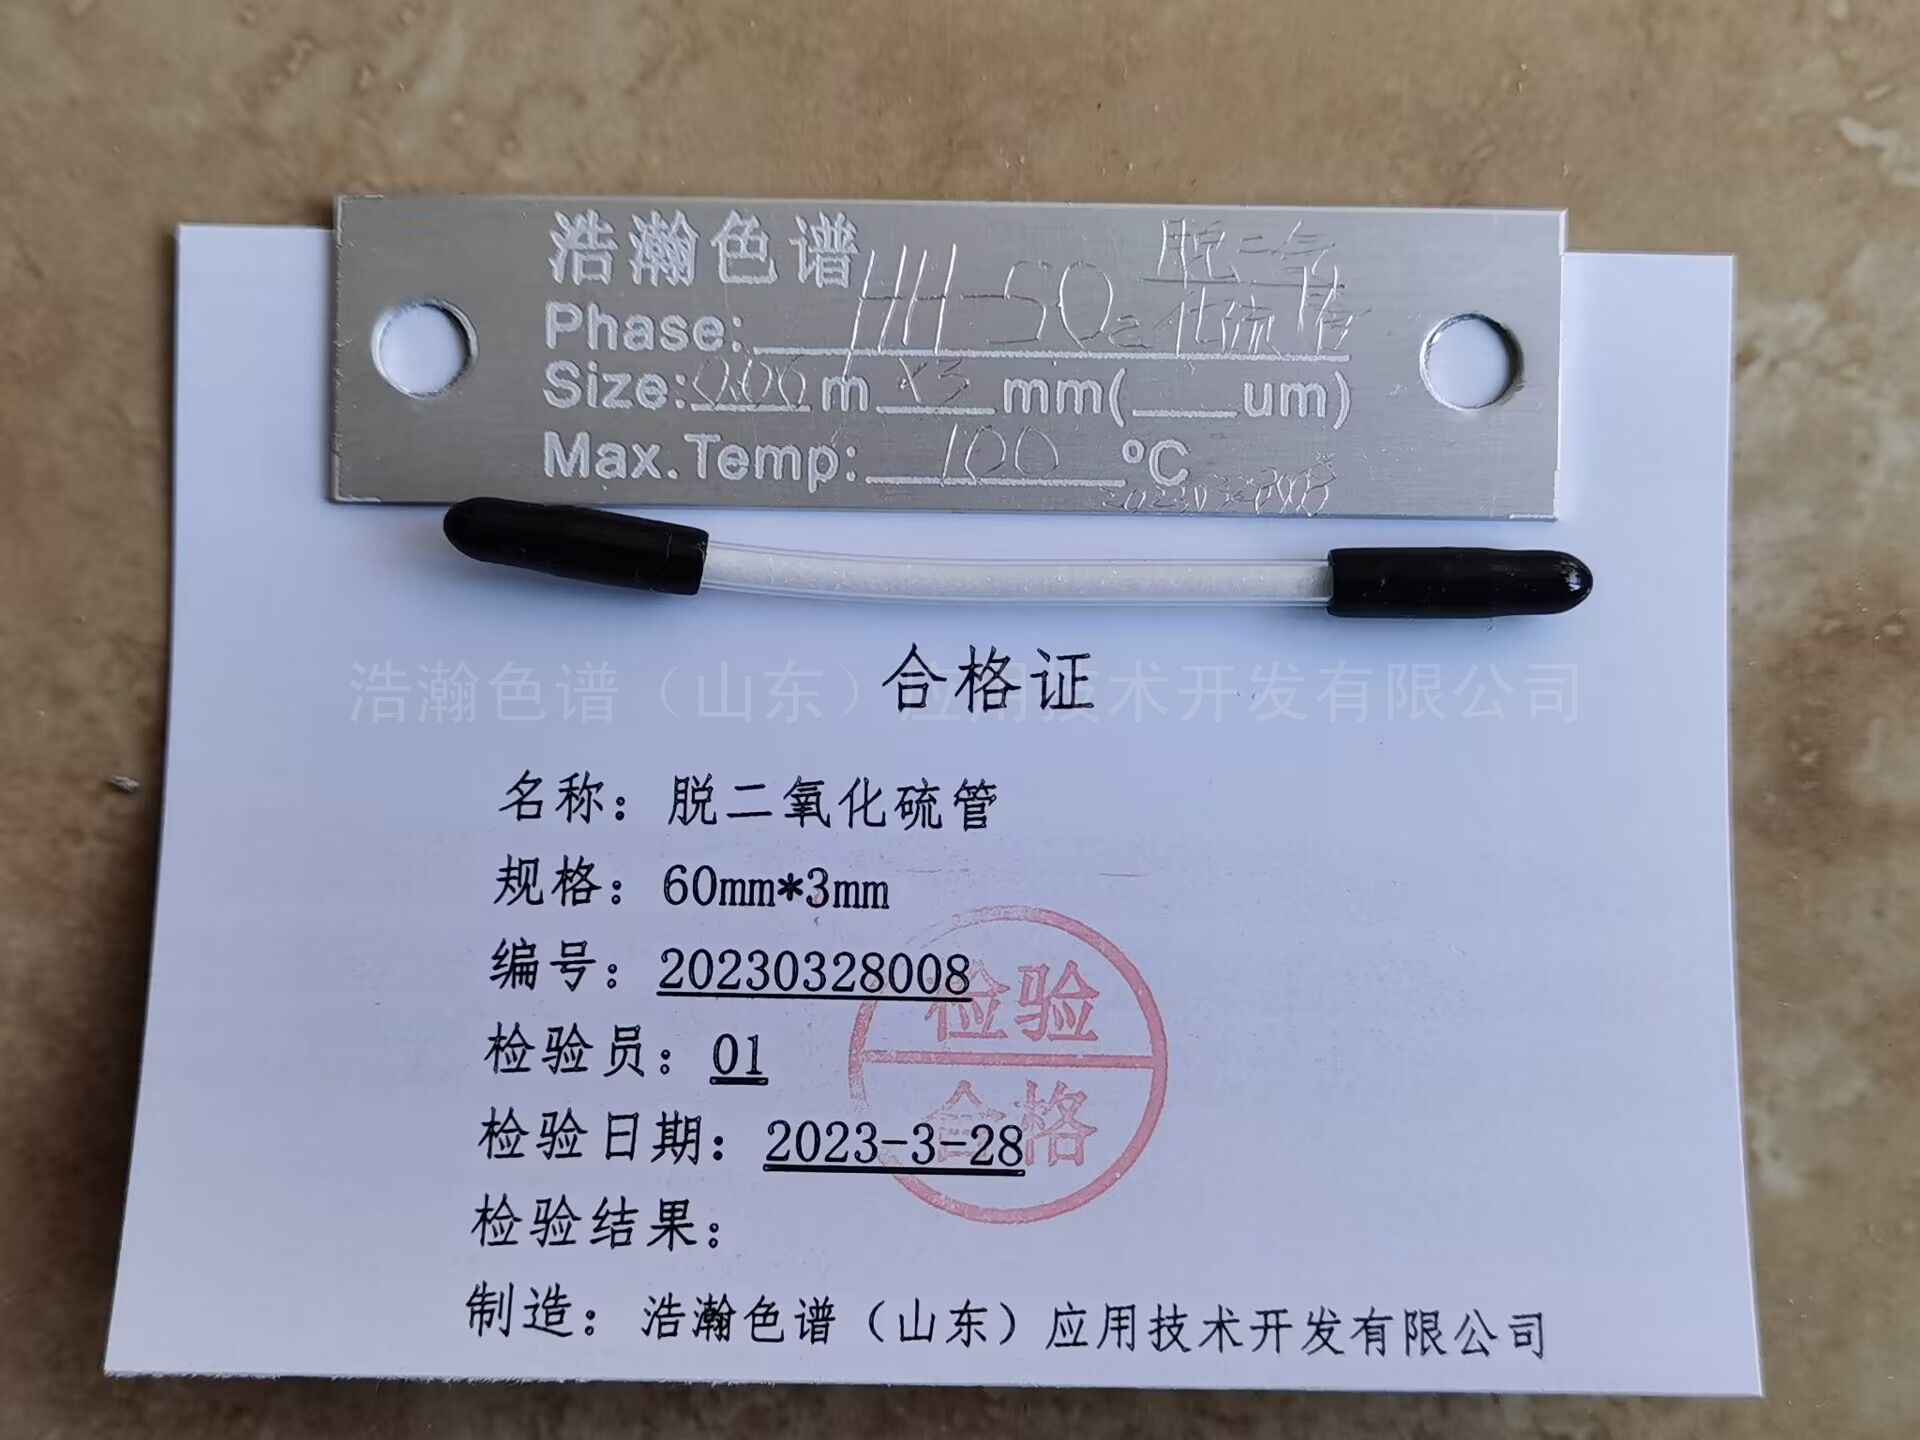 浩瀚色谱
Phase: HH-SO2 脱二氧化硫管
Size: 0.06 m ×3 mm( um)
Max.Temp: 100 °C
20230328008
合格证
浩瀚色谱（山东）应用技术开发有限公司
名称：脱二氧化硫管
规格：60mm*3mm
编号：20230328008
检验员：01
检验日期：2023-3-28
检验
合格
检验结果：
制造：浩瀚色谱（山东）应用技术开发有限公司